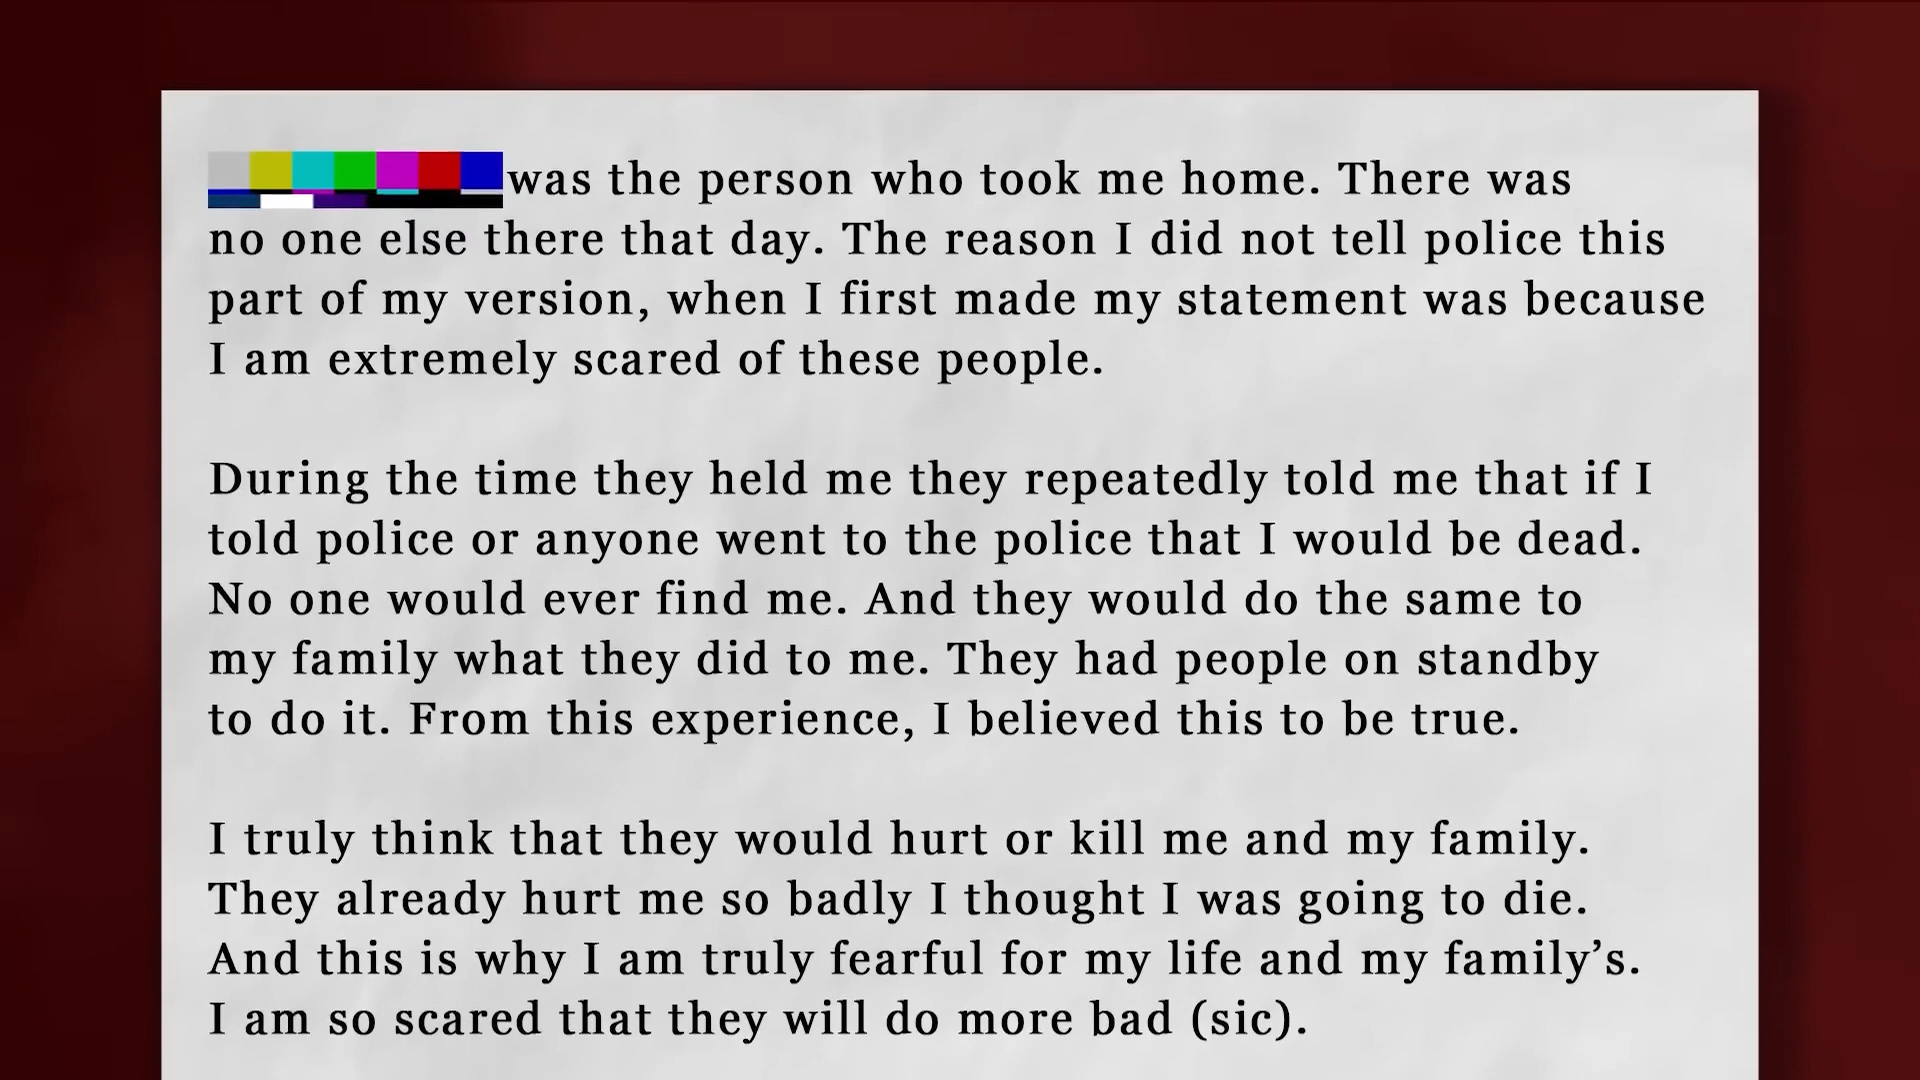 was the person who took me home. There was
no one else there that day. The reason I did not tell police this
part of my version, when I first made my statement was because
I am extremely scared of these people.
During the time they held me they repeatedly told me that if I
told police or anyone went to the police that I would be dead.
No one would ever find me. And they would do the same to
my family what they did to me. They had people on standby
to do it. From this experience, I believed this to be true.
I truly think that they would hurt or kill me and my family.
They already hurt me so badly I thought I was going to die.
And this is why I am truly fearful for my life and my family’s.
I am so scared that they will do more bad (sic).